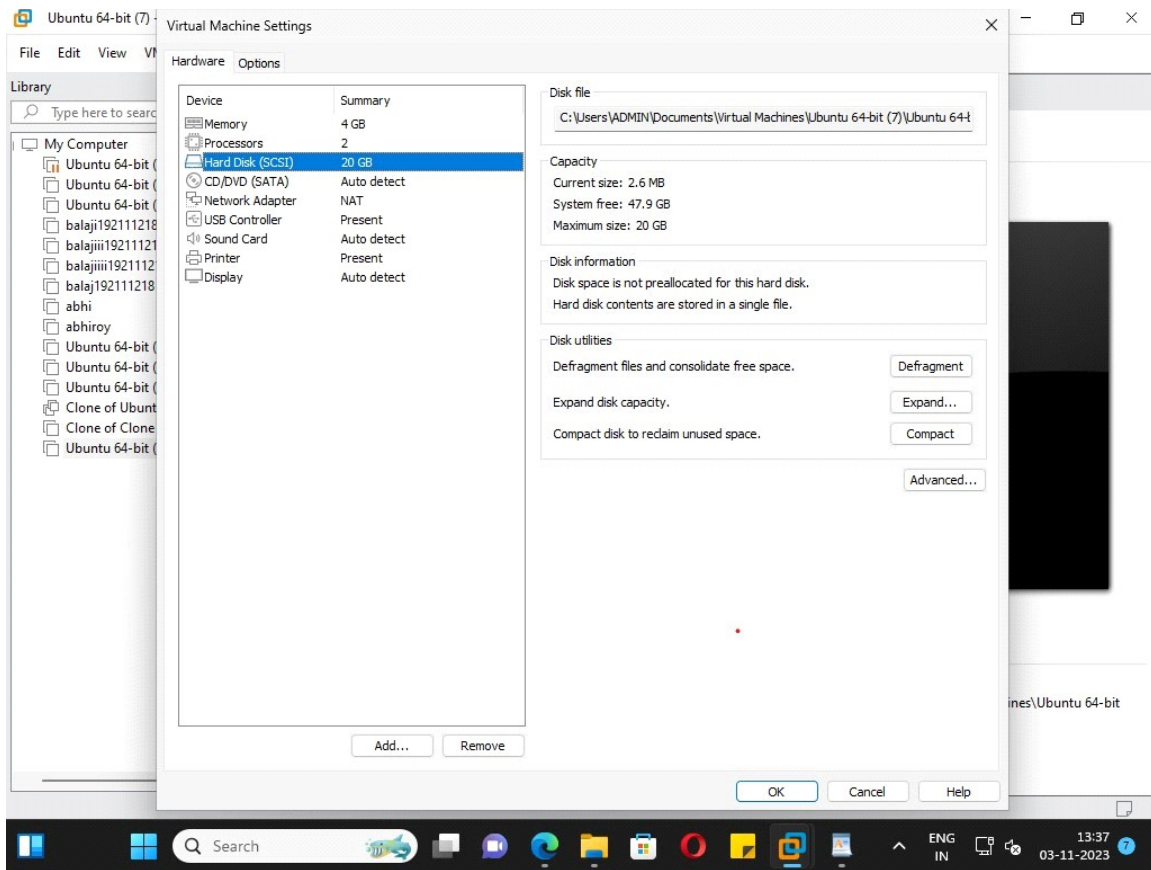 Ubuntu 64-bit (7) -
Virtual Machine Settings
File Edit View
Hardware Options
Library
Type here to searc
My Computer
Ubuntu 64-bit (
Ubuntu 64-bit (
Ubuntu 64-bit (
balaji192111218
balajiii1921112
balajiiii1921112
balaj192111218
abhi
abhiroy
Ubuntu 64-bit (
Ubuntu 64-bit (
Ubuntu 64-bit (
Clone of Ubunt
Clone of Clone
Ubuntu 64-bit (
Device Summary
Memory 4 GB
Processors 2
Hard Disk (SCSI) 20 GB
CD/DVD (SATA) Auto detect
Network Adapter NAT
USB Controller Present
Sound Card Auto detect
Printer Present
Display Auto detect
Add... Remove
Disk file
C:\Users\ADMIN\Documents\Virtual Machines\Ubuntu 64-bit (7)\Ubuntu 64-b
Capacity
Current size: 2.6 MB
System free: 47.9 GB
Maximum size: 20 GB
Disk information
Disk space is not preallocated for this hard disk.
Hard disk contents are stored in a single file.
Disk utilities
Defragment files and consolidate free space. Defragment
Expand disk capacity. Expand...
Compact disk to reclaim unused space. Compact
Advanced...
ines\Ubuntu 64-bit
OK Cancel Help
Search
ENG
IN
13:37
03-11-2023
7